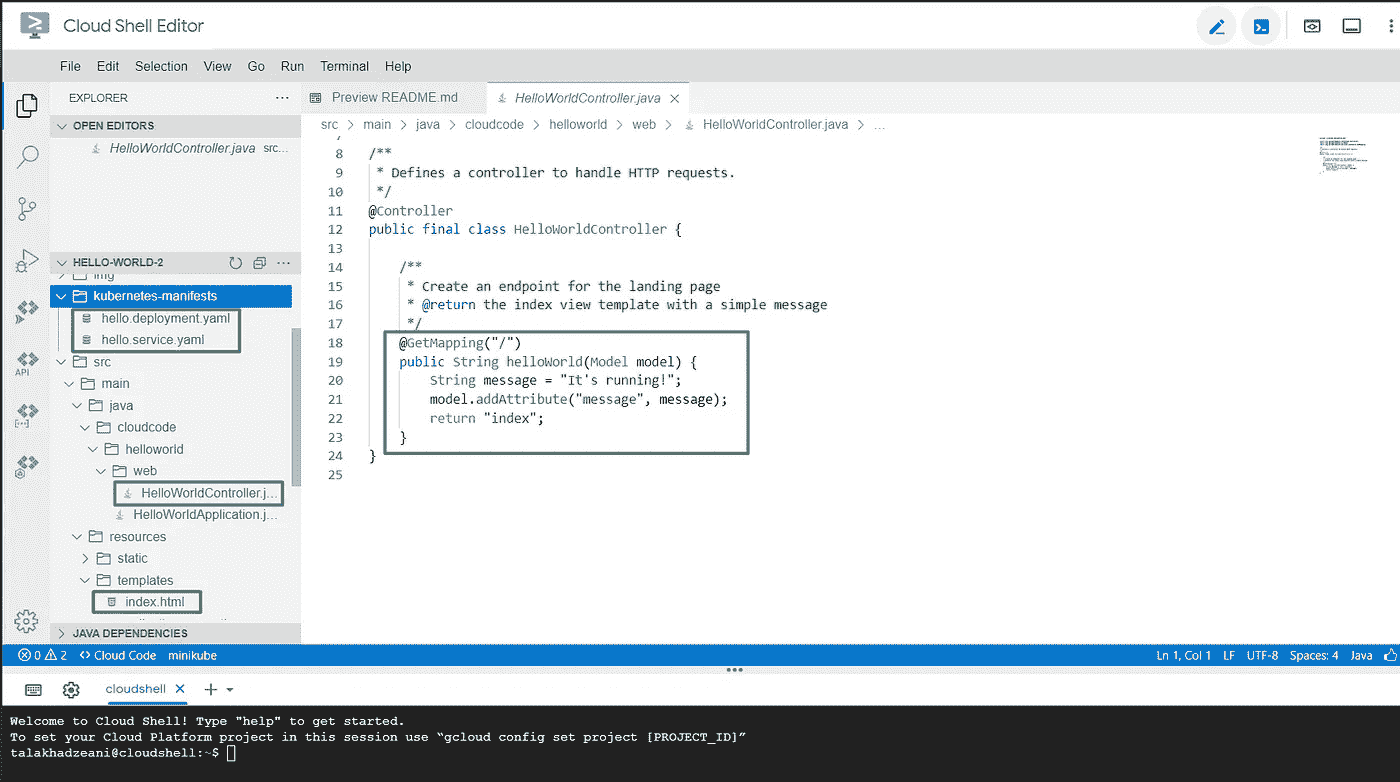 Cloud Shell Editor
File Edit Selection View Go Run Terminal Help
EXPLORER
OPEN EDITORS
HelloWorldController.java src...
HELLO-WORLD-2
img
kubernetes-manifests
hello.deployment.yaml
hello.service.yaml
src
main
java
cloudcode
helloworld
web
HelloWorldController.j...
HelloWorldApplication.j...
resources
static
templates
index.html
JAVA DEPENDENCIES
API
Preview README.md HelloWorldController.java
src > main > java > cloudcode > helloworld > web > HelloWorldController.java > ...
7
8 /**
9 * Defines a controller to handle HTTP requests.
10 */
11 @Controller
12 public final class HelloWorldController {
13
14 /**
15 * Create an endpoint for the landing page
16 * @return the index view template with a simple message
17 */
18 @GetMapping("/")
19 public String helloWorld(Model model) {
20 String message = "It's running!";
21 model.addAttribute("message", message);
22 return "index";
23 }
24 }
25
0 2 <> Cloud Code minikube Ln 1, Col 1 LF UTF-8 Spaces: 4 Java
cloudshell
Welcome to Cloud Shell! Type "help" to get started.
To set your Cloud Platform project in this session use “gcloud config set project [PROJECT_ID]”
talakhadzeani@cloudshell:~$